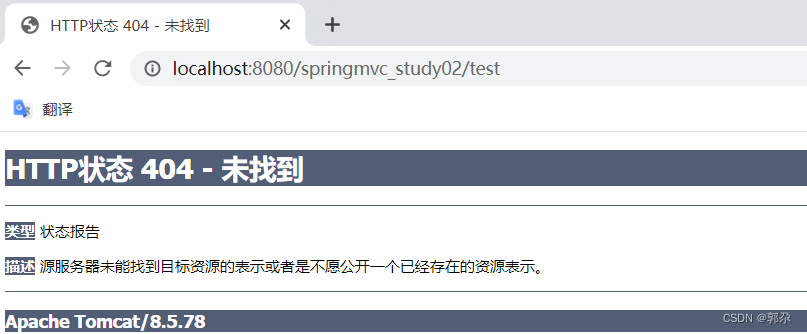 HTTP状态 404 - 未找到
localhost:8080/springmvc_study02/test
翻译
HTTP状态 404 - 未找到
类型 状态报告
描述 源服务器未能找到目标资源的表示或者是不愿公开一个已经存在的资源表示。
Apache Tomcat/8.5.78
CSDN @郭尕